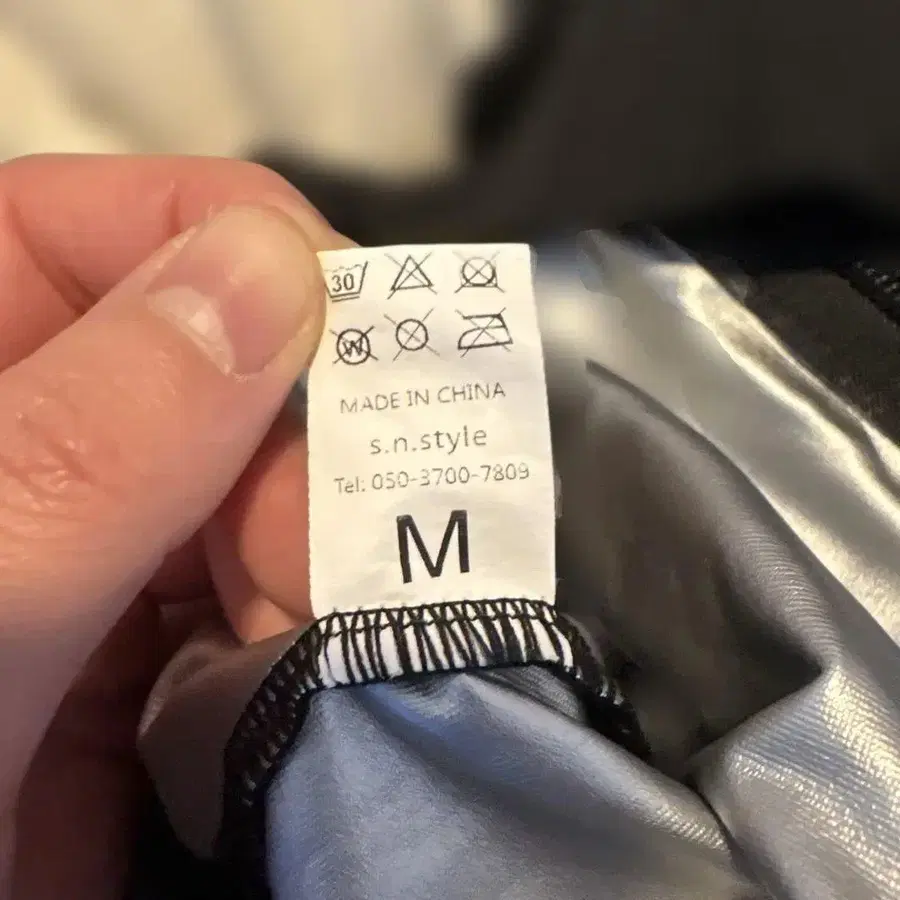 30
W
MADE IN CHINA
s.n.style
Tel: 050-3700-7809
M